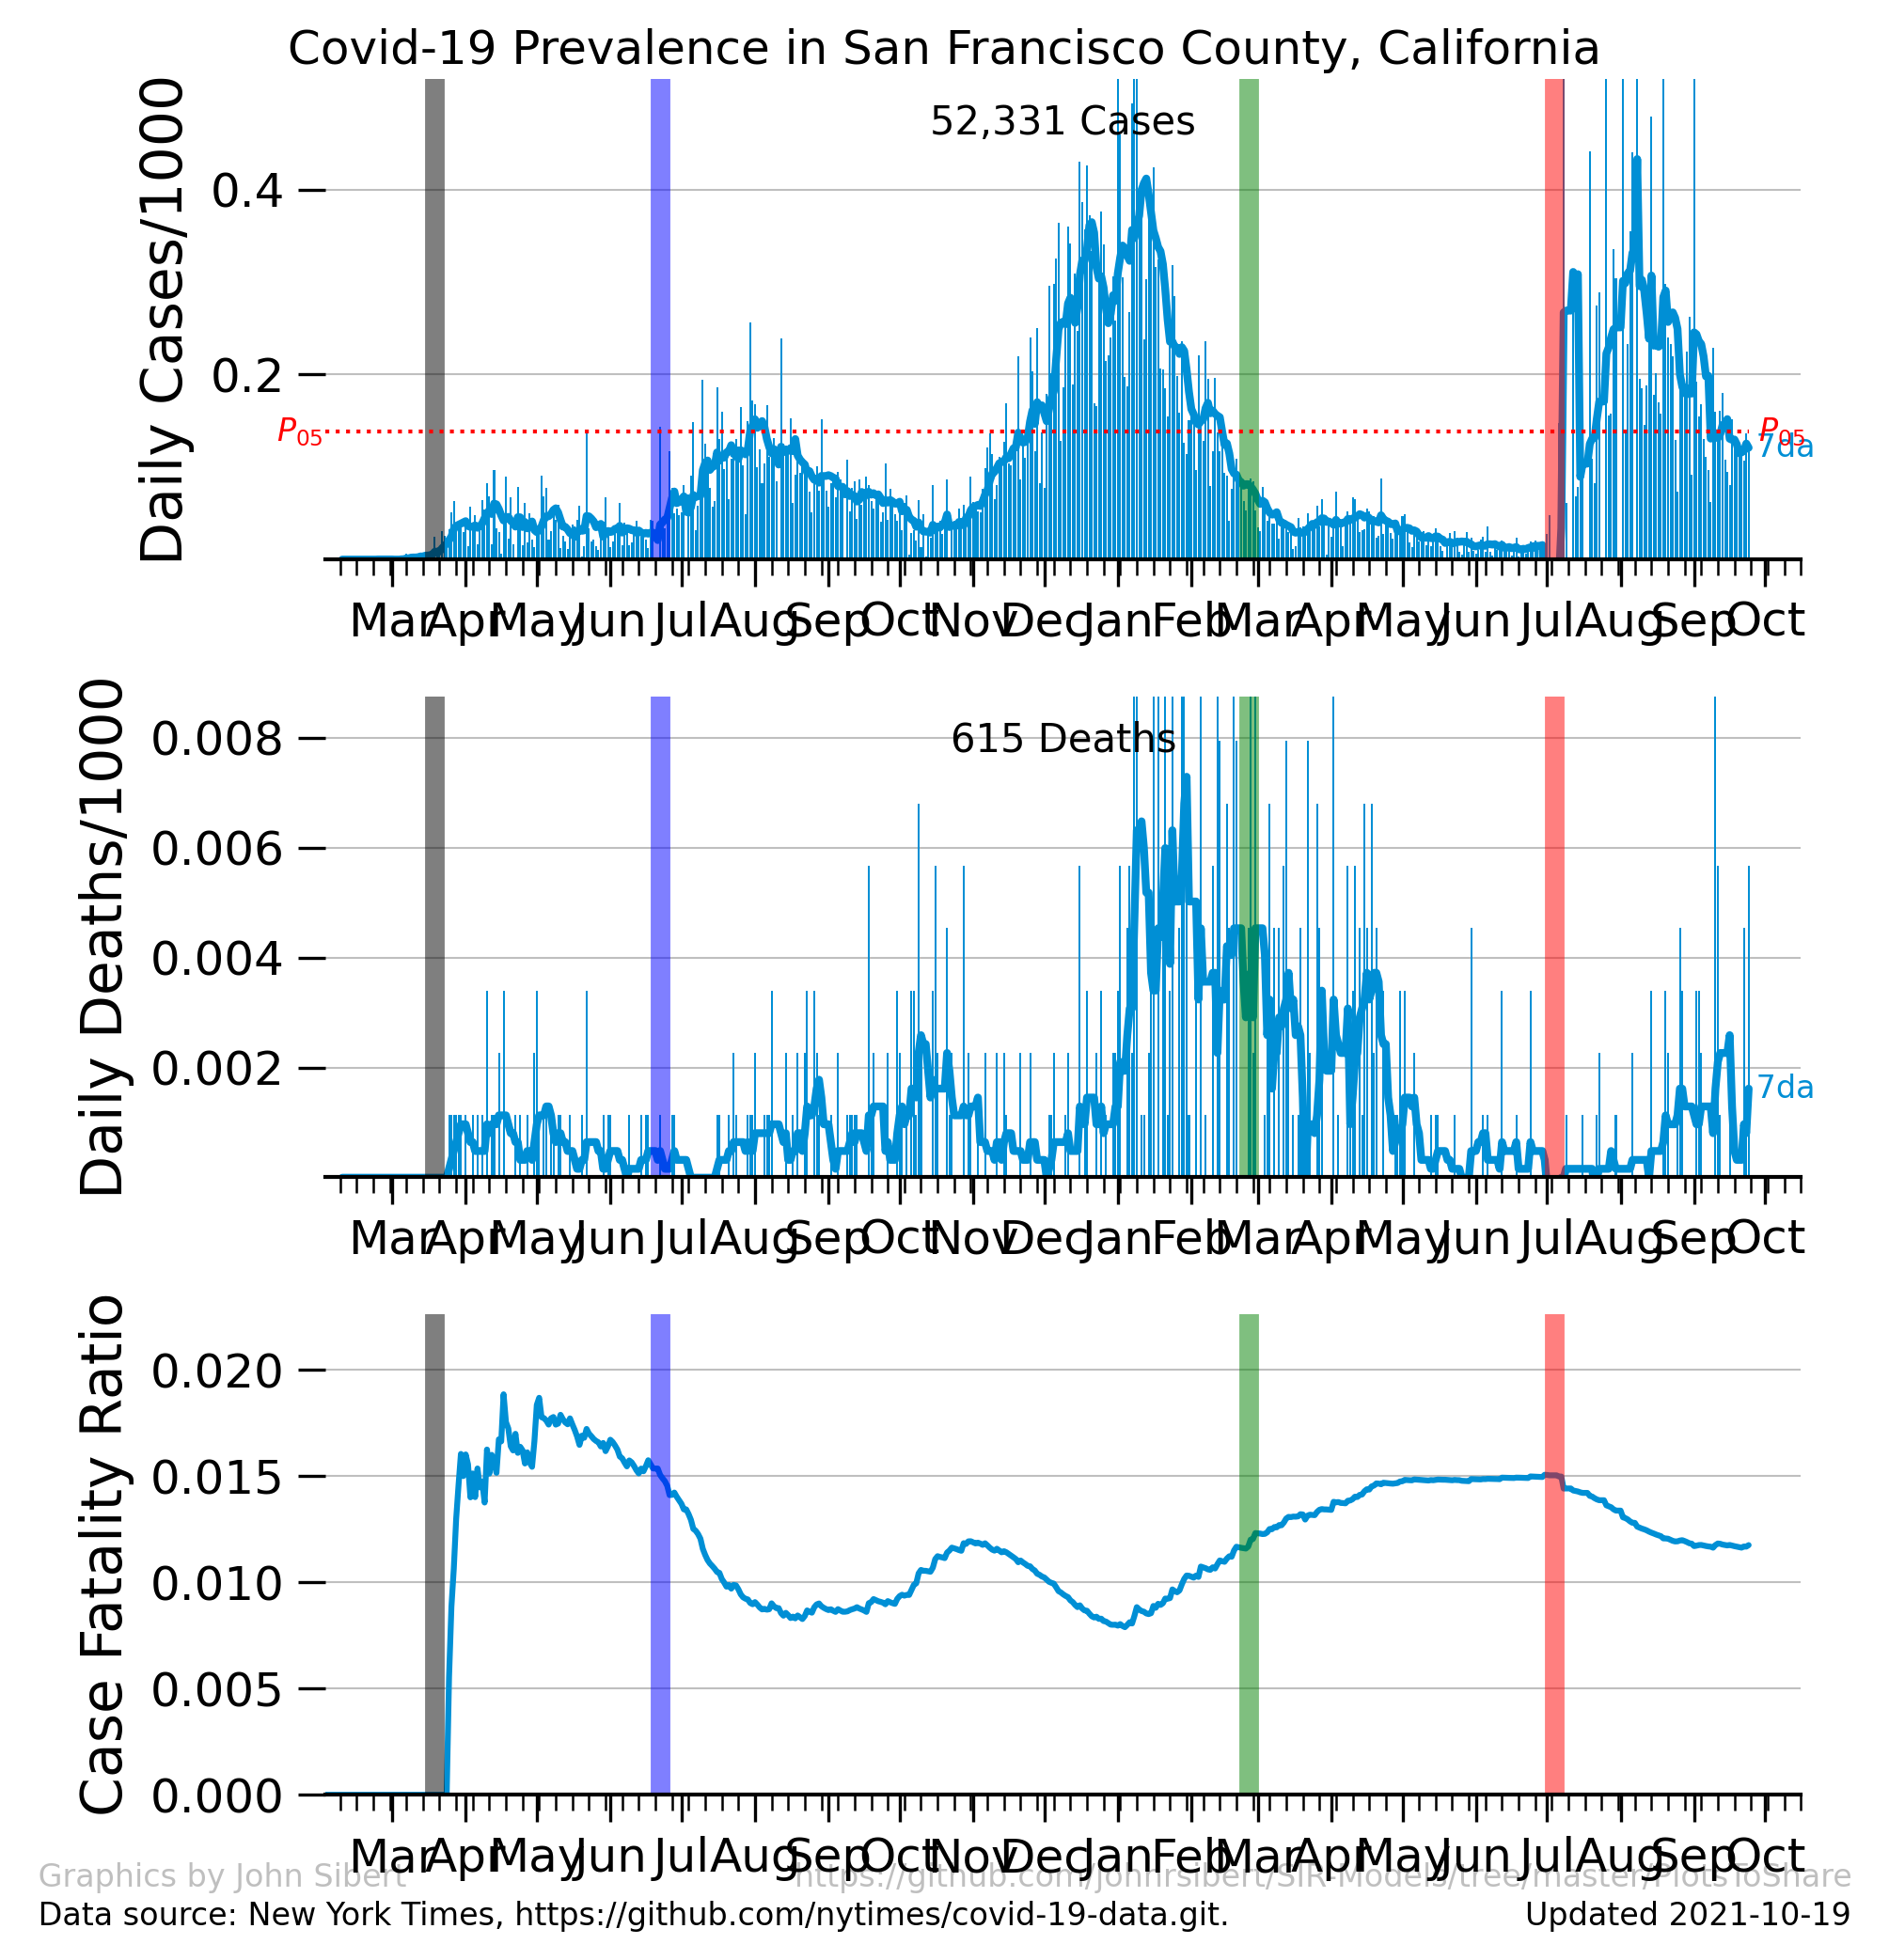 Covid-19 Prevalence in San Francisco County, California
52,331 Cases
Daily Cases/1000
0.4
0.2
P05
P05
7da
Mar Apr May Jun Jul Aug Sep Oct Nov Dec Jan Feb Mar Apr May Jun Jul Aug Sep Oct
615 Deaths
Daily Deaths/1000
0.008
0.006
0.004
0.002
7da
Mar Apr May Jun Jul Aug Sep Oct Nov Dec Jan Feb Mar Apr May Jun Jul Aug Sep Oct
Case Fatality Ratio
0.020
0.015
0.010
0.005
0.000
Mar Apr May Jun Jul Aug Sep Oct Nov Dec Jan Feb Mar Apr May Jun Jul Aug Sep Oct
Graphics by John Sibert https://github.com/johnrsibert/SIR-Models/tree/master/PlotsToShare
Data source: New York Times, https://github.com/nytimes/covid-19-data.git. Updated 2021-10-19